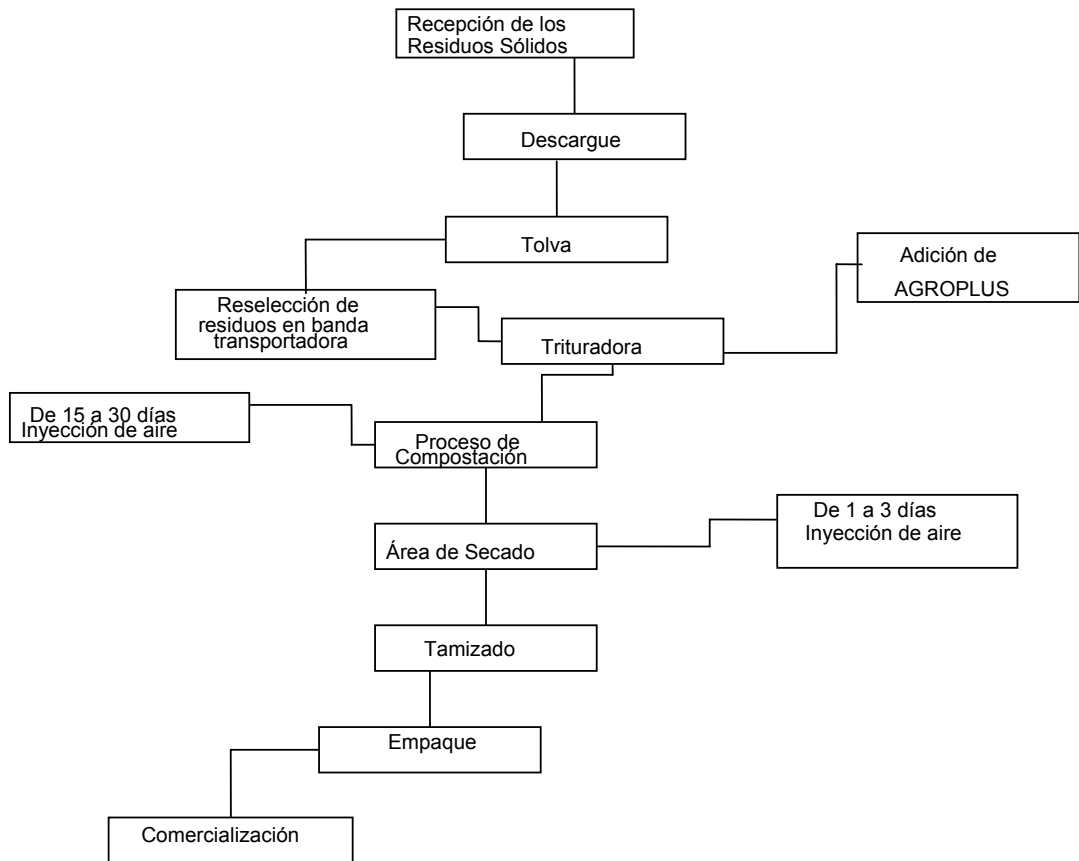 Recepción de los
Residuos Sólidos
Descargue
Tolva
Adición de
AGROPLUS
Reselección de
residuos en banda
transportadora
Trituradora
De 15 a 30 días
Inyección de aire
Proceso de
Compostación
De 1 a 3 días
Inyección de aire
Área de Secado
Tamizado
Empaque
Comercialización